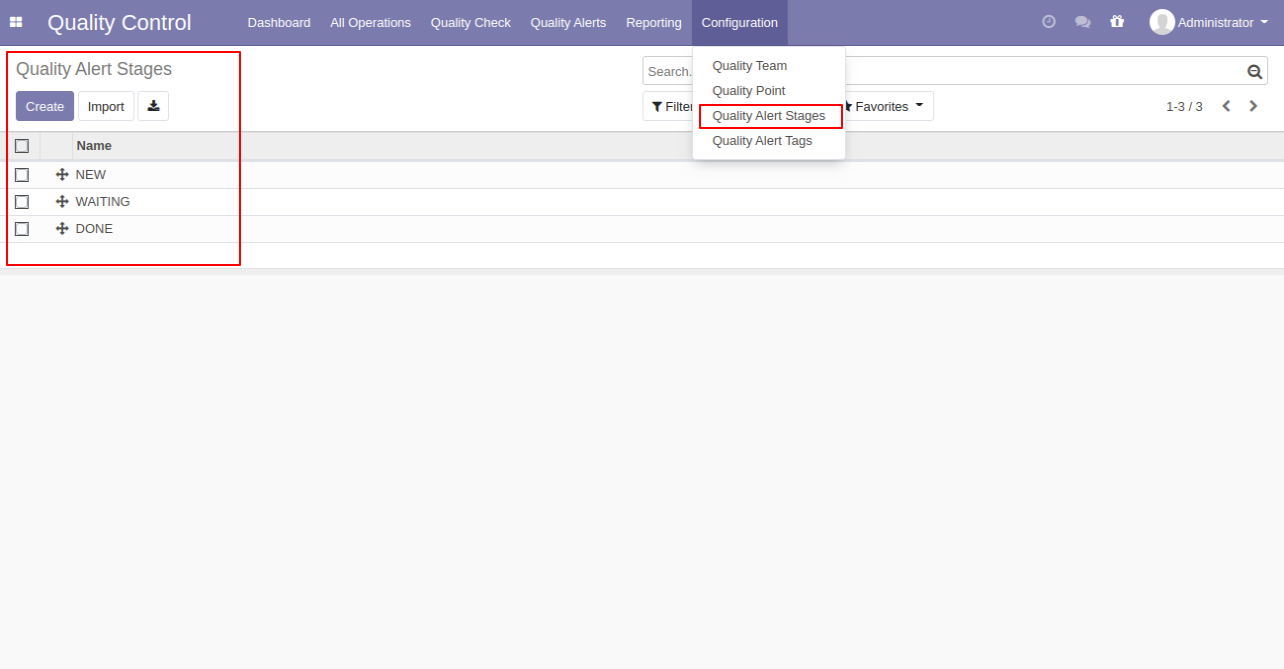 Quality Control Dashboard All Operations Quality Check Quality Alerts Reporting Configuration Administrator
Quality Alert Stages
Search.
Create Import
Filter Favorites 1-3 / 3
Quality Team
Quality Point
Quality Alert Stages
Quality Alert Tags
Name
NEW
WAITING
DONE